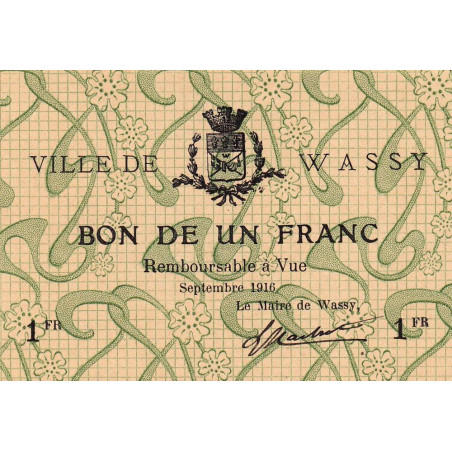 VILLE DE WASSY
BON DE UN FRANC
Remboursable à Vue
Septembre 1916
Le Maire de Wassy,
1 FR 1 FR